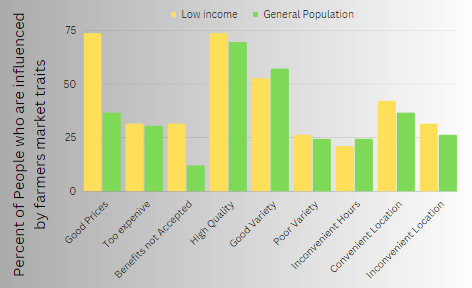 Low income
General Population
Percent of People who are influenced
by farmers market traits
75
50
25
0
Good Prices
Too expenive
Benefits not Accepted
High Quality
Good Variety
Poor Variety
Inconvenient Hours
Convenient Location
Inconvenient Location